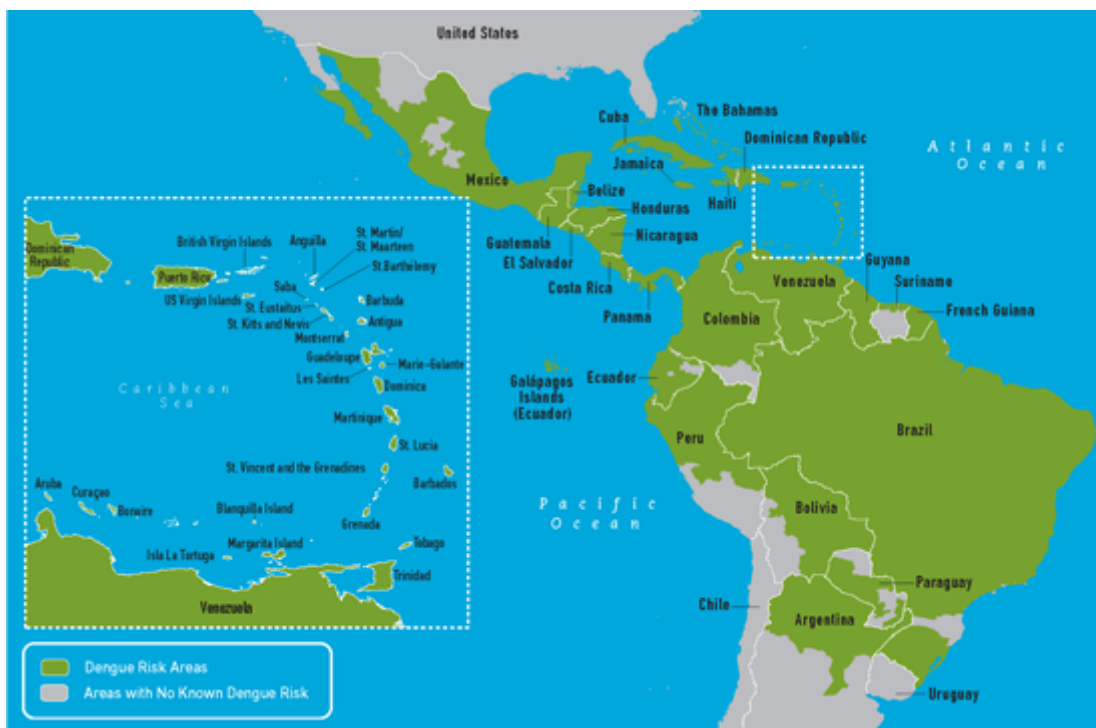 United States
The Bahamas
Cuba
Dominican Republic
Atlantic
Ocean
Jamaica
Mexico
Belize
Haiti
Honduras
Guatemala
Nicaragua
El Salvador
Guyana
Costa Rica
Venezuela
Suriname
Panama
Colombia
French Guiana
Ecuador
Galápagos
Islands
(Ecuador)
Brazil
Peru
Pacific
Ocean
Bolivia
Paraguay
Chile
Argentina
Uruguay
British Virgin Islands
Anguilla
St. Martin/
St. Maarteen
Dominican
Republic
Puerto Rico
St.Barthilemy
Saba
US Virgin Islands
St. Eustaitus
Barbuda
St. Kitts and Nevis
Antigua
Montserrat
Guadeloupe
Marie-Galante
Les Saintes
Caribbean
Sea
Dominica
Martinique
St. Lucia
St. Vincent and the Grenadines
Barbados
Aruba
Curaçao
Bonaire
Blanquilla Island
Grenada
Isla La Tortuga
Margarita Island
Tobago
Trinidad
Venezuela
Dengue Risk Areas
Areas with No Known Dengue Risk